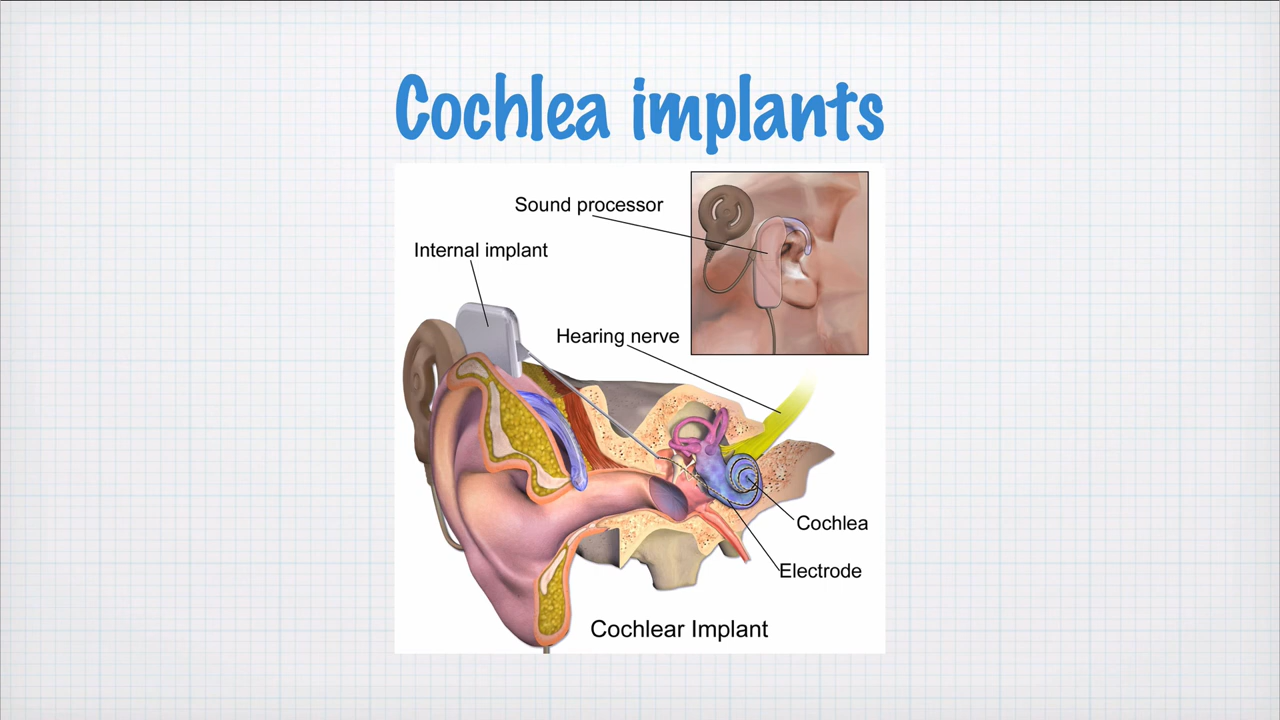 Cochlea implants
Sound processor
Internal implant
Hearing nerve
Cochlea
Electrode
Cochlear Implant